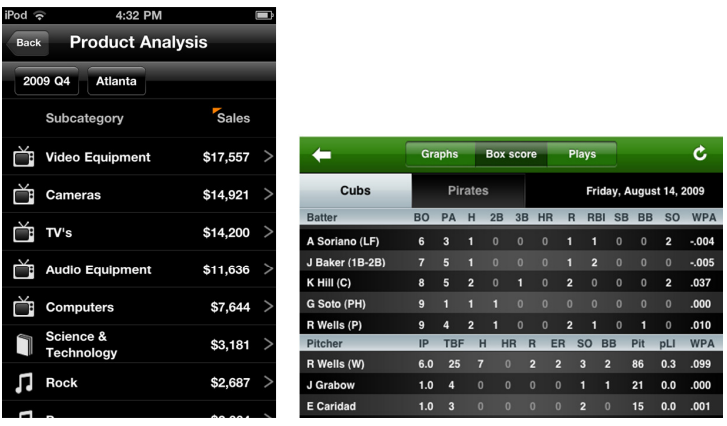 iPod 4:32 PM
Back Product Analysis
2009 Q4 Atlanta
Subcategory Sales
Video Equipment $17,557
Cameras $14,921
TV's $14,200
Audio Equipment $11,636
Computers $7,644
Science &
Technology $3,181
Rock $2,687
Graphs Box score Plays
Cubs Pirates Friday, August 14, 2009
Batter BO PA H 2B 3B HR R RBI SB BB SO WPA
A Soriano (LF) 6 3 1 0 0 0 1 1 0 0 2 -.004
J Baker (1B-2B) 7 5 1 0 0 0 1 2 0 0 0 -.005
K Hill (C) 8 5 2 0 1 0 2 0 0 0 2 .037
G Soto (PH) 9 1 1 1 0 0 0 0 0 0 0 .000
R Wells (P) 9 4 2 1 0 0 2 1 0 1 0 .010
Pitcher IP TBF H HR R ER SO BB Pit pLI WPA
R Wells (W) 6.0 25 7 0 2 2 3 2 86 0.3 .099
J Grabow 1.0 4 0 0 0 0 1 1 21 0.0 .000
E Caridad 1.0 3 0 0 0 0 2 0 15 0.0 .001